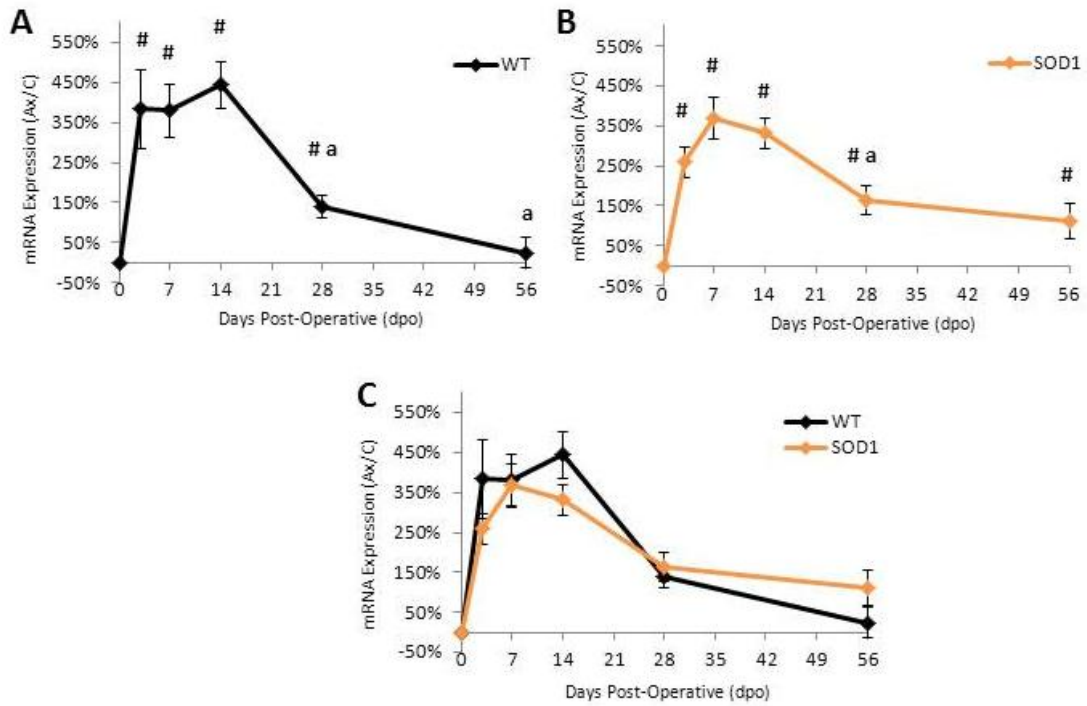 A
mRNA Expression (Ax/C)
550%
450%
350%
250%
150%
50%
-50%
# # # # a a
WT
0 7 14 21 28 35 42 49 56
Days Post-Operative (dpo)
B
mRNA Expression (Ax/C)
550%
450%
350%
250%
150%
50%
-50%
# # # # a #
SOD1
0 7 14 21 28 35 42 49 56
Days Post-Operative (dpo)
C
mRNA Expression (Ax/C)
550%
450%
350%
250%
150%
50%
-50%
WT
SOD1
0 7 14 21 28 35 42 49 56
Days Post-Operative (dpo)